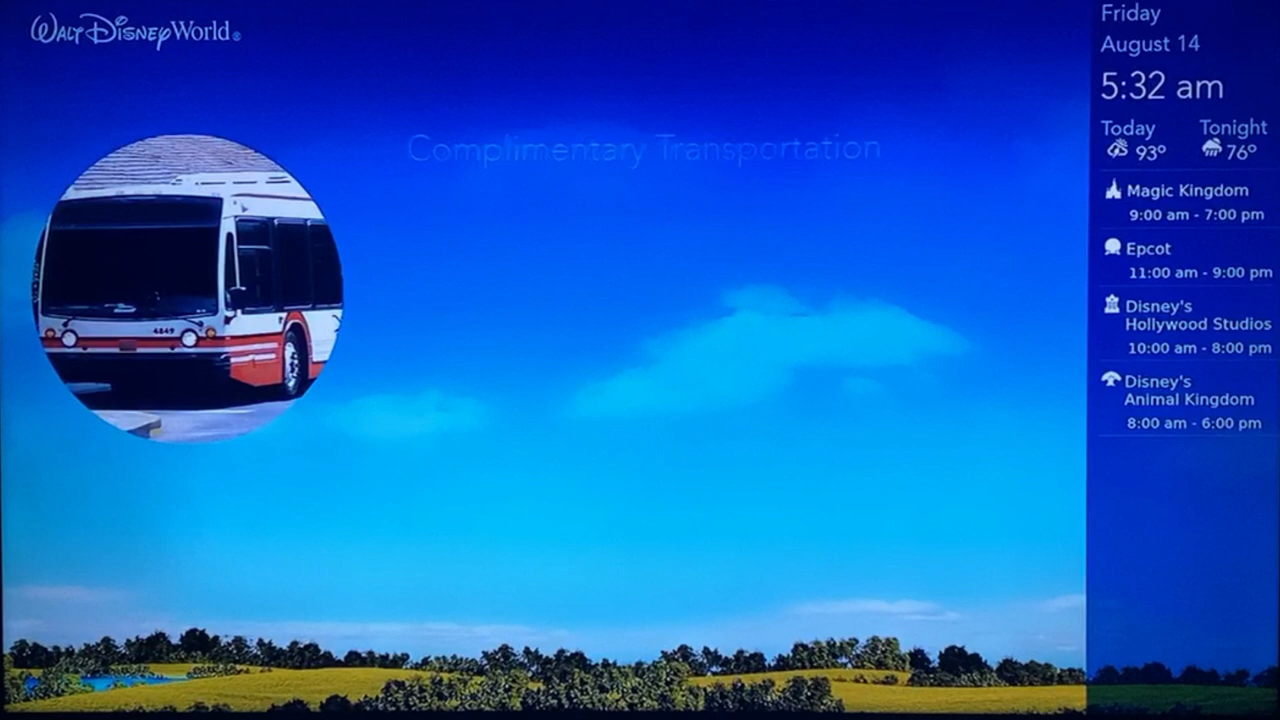 WALT DISNEY World®
Complimentary Transportation
4849
Friday
August 14
5:32 am
Today
Tonight
93°
76°
Magic Kingdom
9:00 am - 7:00 pm
Epcot
11:00 am - 9:00 pm
Disney's
Hollywood Studios
10:00 am - 8:00 pm
Disney's
Animal Kingdom
8:00 am - 6:00 pm